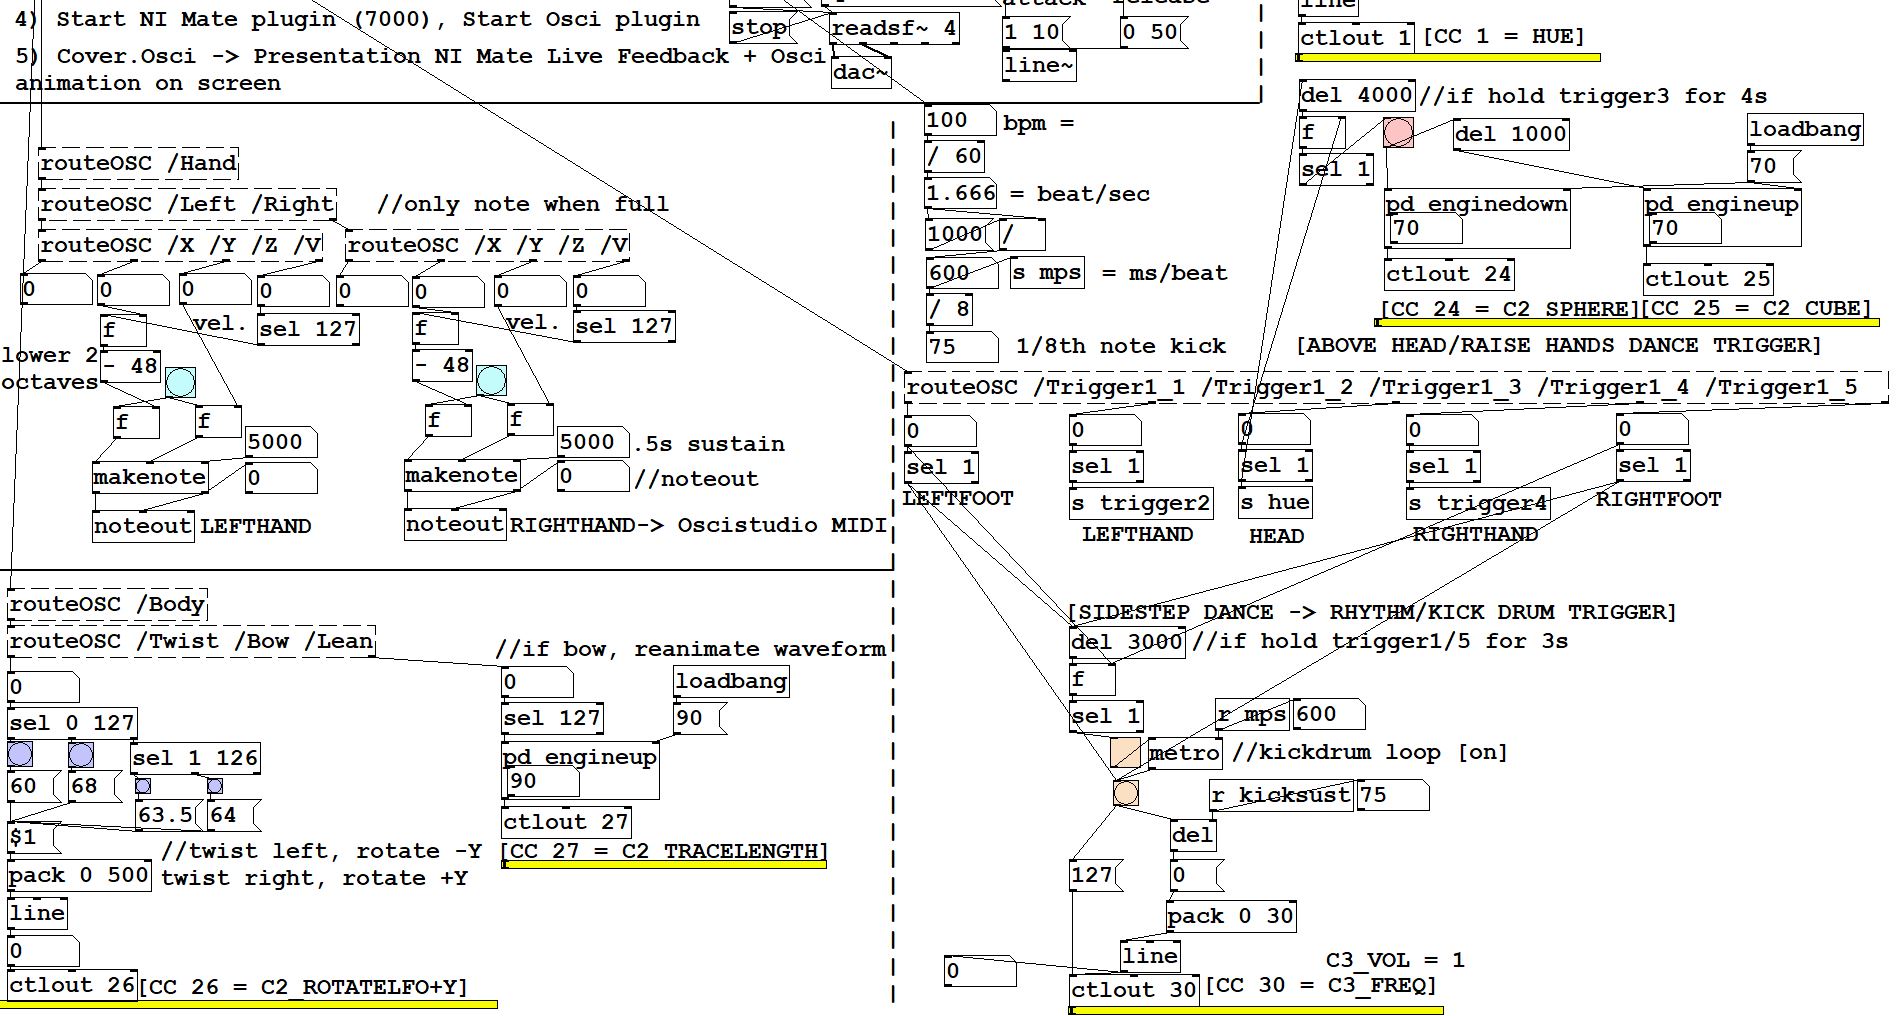 4) Start NI Mate plugin (7000), Start Osci plugin
5) Cover.Osci -> Presentation NI Mate Live Feedback + Osci
animation on screen
stop
readsf~ 4
dac~
1 10
0 50
line~
line
ctlout 1
[CC 1 = HUE]
routeOSC /Hand
routeOSC /Left /Right
//only note when full
routeOSC /X /Y /Z /V
routeOSC /X /Y /Z /V
0
0
0
0
0
0
0
0
f
vel.
sel 127
f
vel.
sel 127
lower 2
octaves
- 48
- 48
f
f
5000
f
f
5000
.5s sustain
makenote
0
makenote
0
//noteout
noteout
LEFTHAND
noteout
RIGHTHAND-> Oscistudio MIDI
100
bpm =
/ 60
1.666
= beat/sec
1000
/
600
s mps
= ms/beat
/ 8
75
1/8th note kick
del 4000
//if hold trigger3 for 4s
f
del 1000
loadbang
sel 1
70
pd enginedown
70
pd engineup
70
ctlout 24
ctlout 25
[CC 24 = C2 SPHERE]
[CC 25 = C2 CUBE]
[ABOVE HEAD/RAISE HANDS DANCE TRIGGER]
routeOSC /Trigger1_1 /Trigger1_2 /Trigger1_3 /Trigger1_4 /Trigger1_5
0
0
0
0
0
sel 1
sel 1
sel 1
sel 1
sel 1
LEFTFOOT
s trigger2
s hue
s trigger4
RIGHTFOOT
LEFTHAND
HEAD
RIGHTHAND
[SIDESTEP DANCE -> RHYTHM/KICK DRUM TRIGGER]
del 3000
//if hold trigger1/5 for 3s
f
sel 1
r mps
600
metro
//kickdrum loop [on]
r kicksust
75
del
127
0
pack 0 30
line
0
C3_VOL = 1
ctlout 30
[CC 30 = C3_FREQ]
routeOSC /Body
routeOSC /Twist /Bow /Lean
//if bow, reanimate waveform
0
0
loadbang
sel 0 127
sel 127
90
sel 1 126
pd engineup
90
60
68
63.5
64
ctlout 27
$1
//twist left, rotate -Y
[CC 27 = C2 TRACELENGTH]
pack 0 500
twist right, rotate +Y
line
0
ctlout 26
[CC 26 = C2_ROTATELFO+Y]